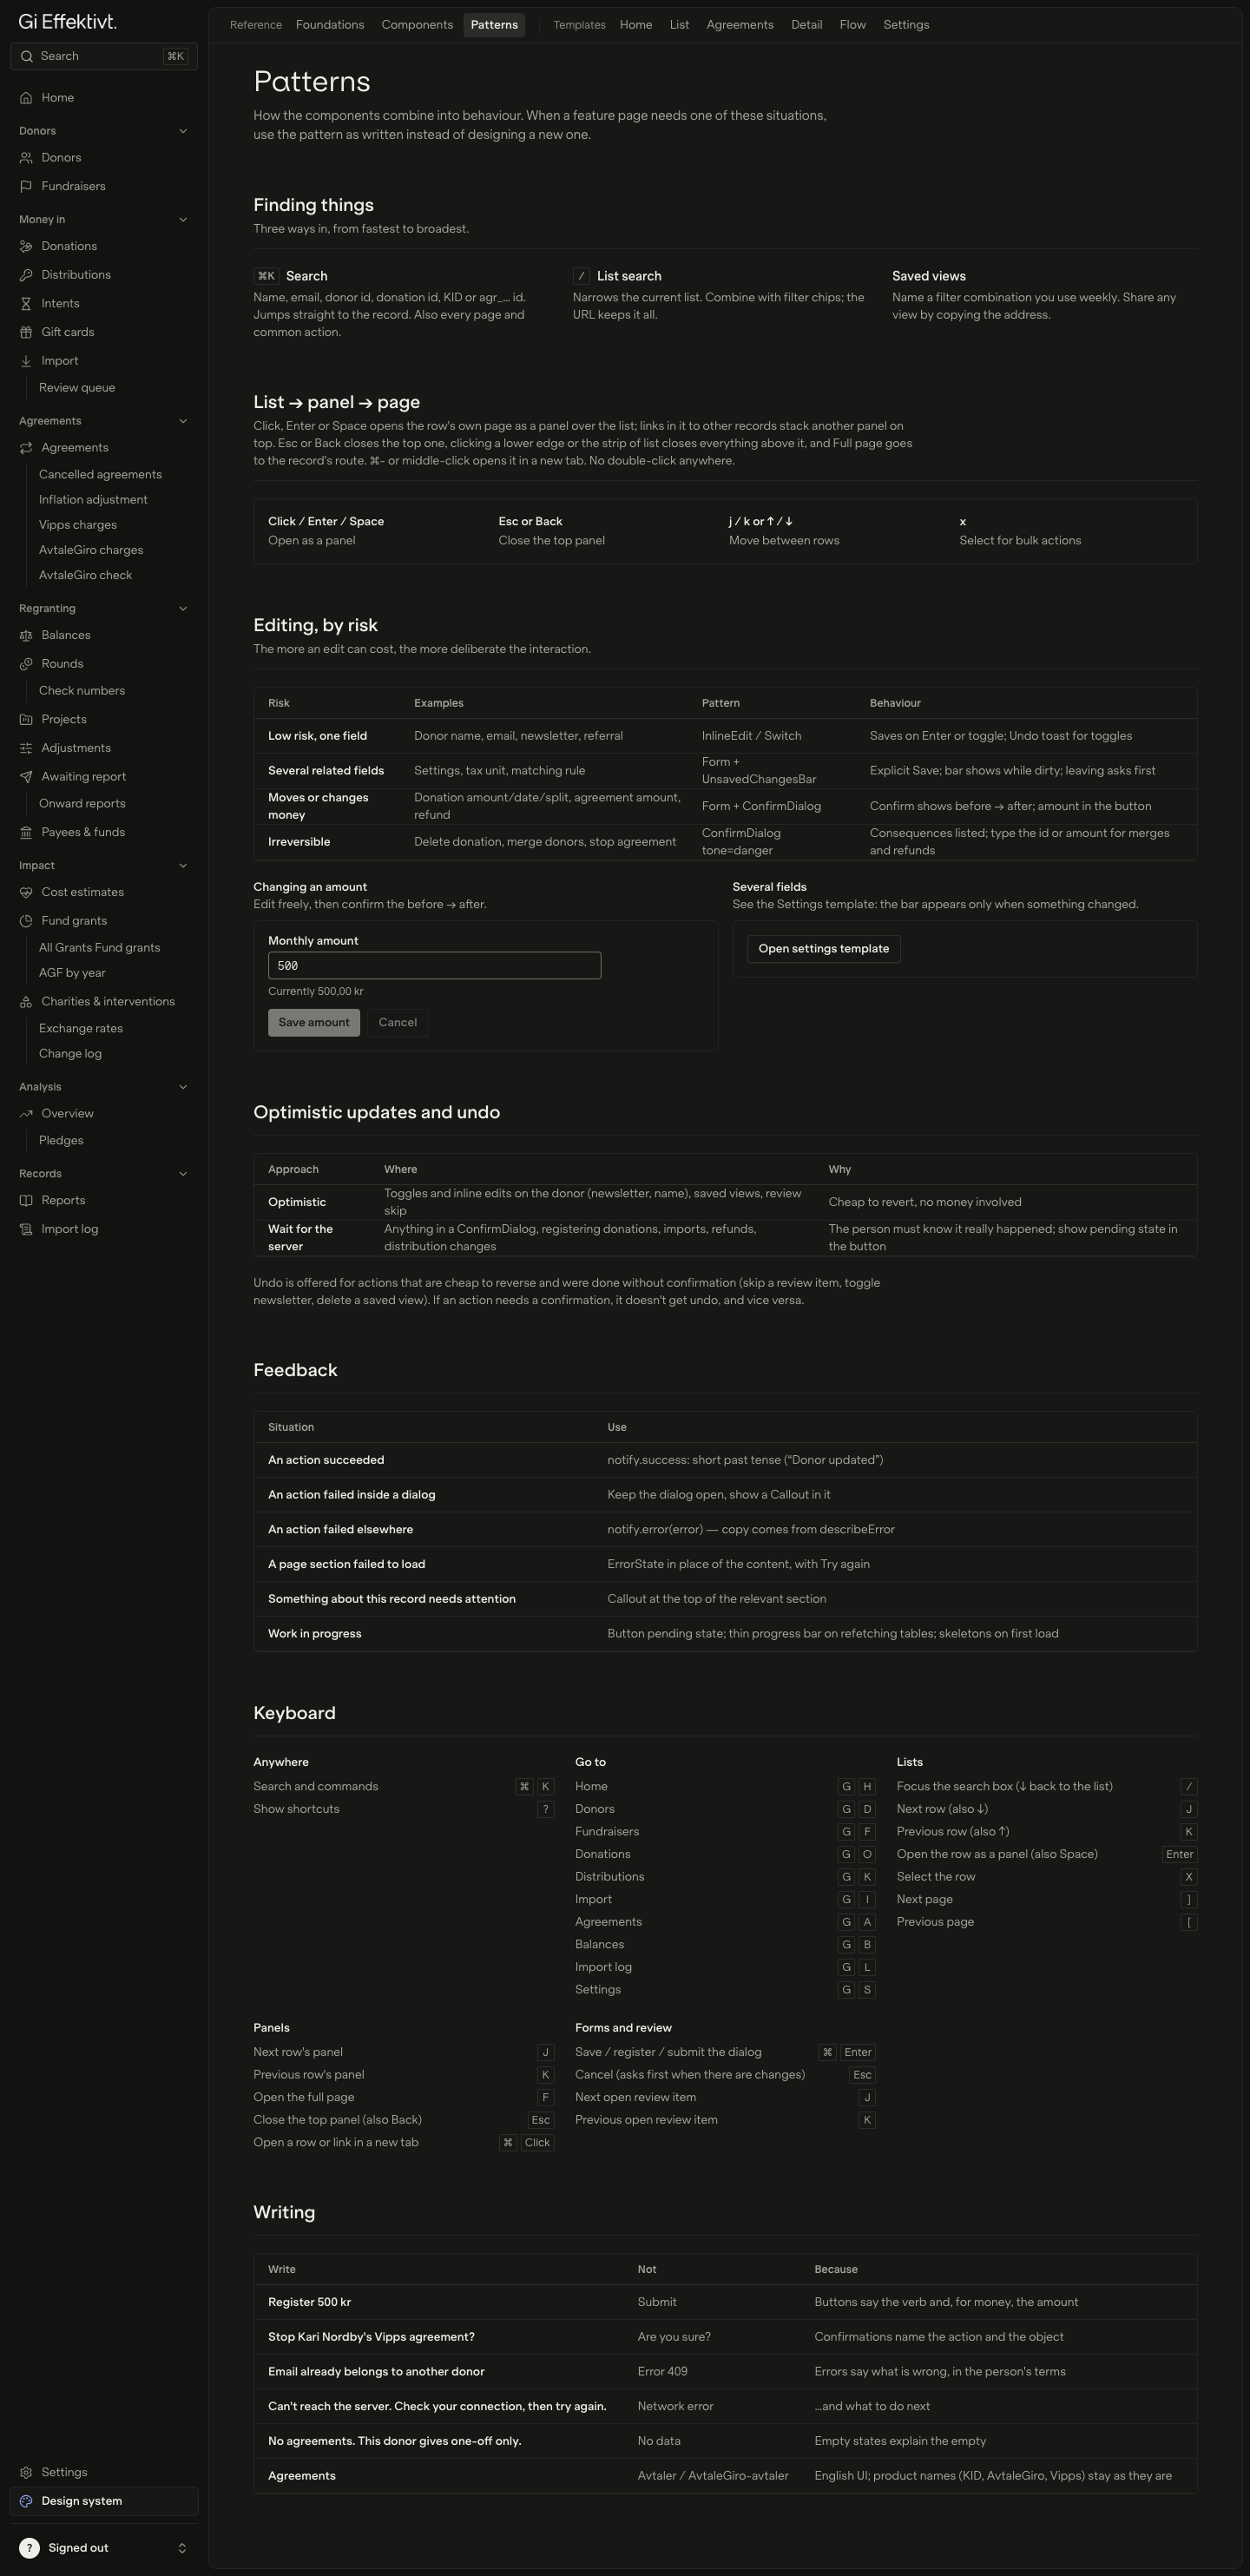 Gi Effektivt.
Search ⌘K
Home
Donors
Donors
Fundraisers
Money in
Donations
Distributions
Intents
Gift cards
Import
Review queue
Agreements
Agreements
Cancelled agreements
Inflation adjustment
Vipps charges
AvtaleGiro charges
AvtaleGiro check
Regranting
Balances
Rounds
Check numbers
Projects
Adjustments
Awaiting report
Onward reports
Payees & funds
Impact
Cost estimates
Fund grants
All Grants Fund grants
AGF by year
Charities & interventions
Exchange rates
Change log
Analysis
Overview
Pledges
Records
Reports
Import log
Settings
Design system
? Signed out
Reference Foundations Components Patterns Templates Home List Agreements Detail Flow Settings
Patterns
How the components combine into behaviour. When a feature page needs one of these situations,
use the pattern as written instead of designing a new one.
Finding things
Three ways in, from fastest to broadest.
⌘K Search
Name, email, donor id, donation id, KID or agr_… id.
Jumps straight to the record. Also every page and
common action.
/ List search
Narrows the current list. Combine with filter chips; the
URL keeps it all.
Saved views
Name a filter combination you use weekly. Share any
view by copying the address.
List → panel → page
Click, Enter or Space opens the row's own page as a panel over the list; links in it to other records stack another panel on
top. Esc or Back closes the top one, clicking a lower edge or the strip of list closes everything above it, and Full page goes
to the record's route. ⌘- or middle-click opens it in a new tab. No double-click anywhere.
Click / Enter / Space
Open as a panel
Esc or Back
Close the top panel
j / k or ↑ / ↓
Move between rows
x
Select for bulk actions
Editing, by risk
The more an edit can cost, the more deliberate the interaction.
Risk Examples Pattern Behaviour
Low risk, one field Donor name, email, newsletter, referral InlineEdit / Switch Saves on Enter or toggle; Undo toast for toggles
Several related fields Settings, tax unit, matching rule Form +
UnsavedChangesBar Explicit Save; bar shows while dirty; leaving asks first
Moves or changes
money Donation amount/date/split, agreement amount,
refund Form + ConfirmDialog Confirm shows before → after; amount in the button
Irreversible Delete donation, merge donors, stop agreement ConfirmDialog
tone=danger Consequences listed; type the id or amount for merges
and refunds
Changing an amount
Edit freely, then confirm the before → after.
Monthly amount
500
Currently 500,00 kr
Save amount Cancel
Several fields
See the Settings template: the bar appears only when something changed.
Open settings template
Optimistic updates and undo
Approach Where Why
Optimistic Toggles and inline edits on the donor (newsletter, name), saved views, review
skip Cheap to revert, no money involved
Wait for the
server Anything in a ConfirmDialog, registering donations, imports, refunds,
distribution changes The person must know it really happened; show pending state in
the button
Undo is offered for actions that are cheap to reverse and were done without confirmation (skip a review item, toggle
newsletter, delete a saved view). If an action needs a confirmation, it doesn't get undo, and vice versa.
Feedback
Situation Use
An action succeeded notify.success: short past tense (“Donor updated”)
An action failed inside a dialog Keep the dialog open, show a Callout in it
An action failed elsewhere notify.error(error) — copy comes from describeError
A page section failed to load ErrorState in place of the content, with Try again
Something about this record needs attention Callout at the top of the relevant section
Work in progress Button pending state; thin progress bar on refetching tables; skeletons on first load
Keyboard
Anywhere
Search and commands ⌘ K
Show shortcuts ?
Go to
Home G H
Donors G D
Fundraisers G F
Donations G O
Distributions G K
Import G I
Agreements G A
Balances G B
Import log G L
Settings G S
Lists
Focus the search box (↓ back to the list) /
Next row (also ↓) J
Previous row (also ↑) K
Open the row as a panel (also Space) Enter
Select the row X
Next page ]
Previous page [
Panels
Next row's panel J
Previous row's panel K
Open the full page F
Close the top panel (also Back) Esc
Open a row or link in a new tab ⌘ Click
Forms and review
Save / register / submit the dialog ⌘ Enter
Cancel (asks first when there are changes) Esc
Next open review item J
Previous open review item K
Writing
Write Not Because
Register 500 kr Submit Buttons say the verb and, for money, the amount
Stop Kari Nordby's Vipps agreement? Are you sure? Confirmations name the action and the object
Email already belongs to another donor Error 409 Errors say what is wrong, in the person's terms
Can't reach the server. Check your connection, then try again. Network error …and what to do next
No agreements. This donor gives one-off only. No data Empty states explain the empty
Agreements Avtaler / AvtaleGiro-avtaler English UI; product names (KID, AvtaleGiro, Vipps) stay as they are